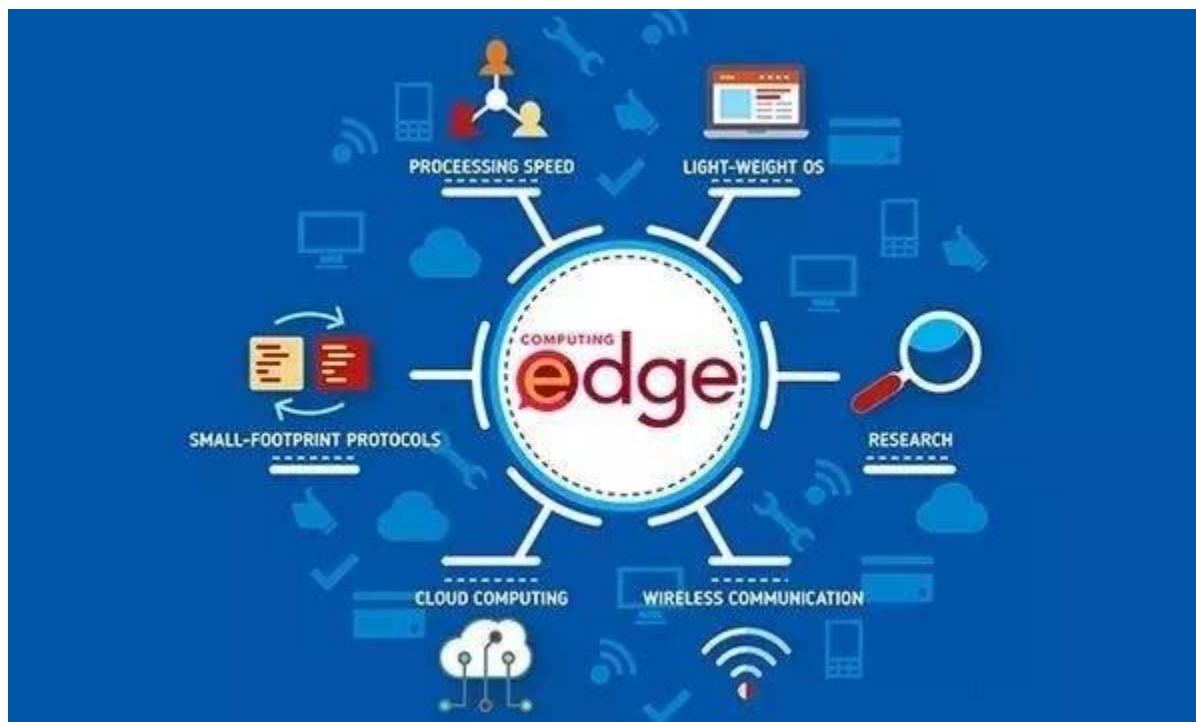 PROCEESSING SPEED
LIGHT-WEIGHT OS
COMPUTING
edge
SMALL-FOOTPRINT PROTOCOLS
RESEARCH
CLOUD COMPUTING
WIRELESS COMMUNICATION